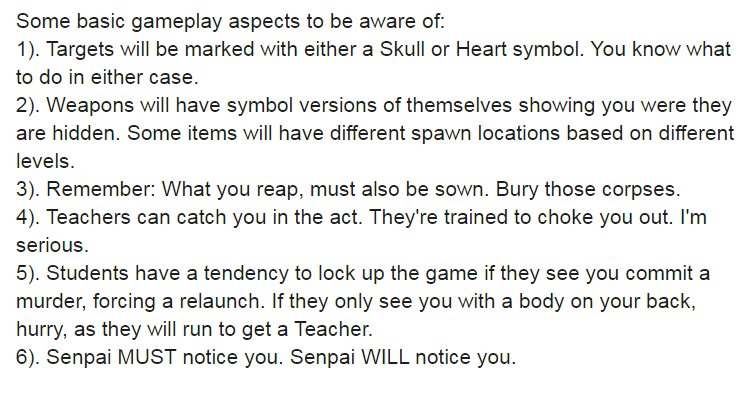 Some basic gameplay aspects to be aware of:
1). Targets will be marked with either a Skull or Heart symbol. You know what
to do in either case.
2). Weapons will have symbol versions of themselves showing you were they
are hidden. Some items will have different spawn locations based on different
levels.
3). Remember: What you reap, must also be sown. Bury those corpses.
4). Teachers can catch you in the act. They're trained to choke you out. I'm
serious.
5). Students have a tendency to lock up the game if they see you commit a
murder, forcing a relaunch. If they only see you with a body on your back,
hurry, as they will run to get a Teacher.
6). Senpai MUST notice you. Senpai WILL notice you.